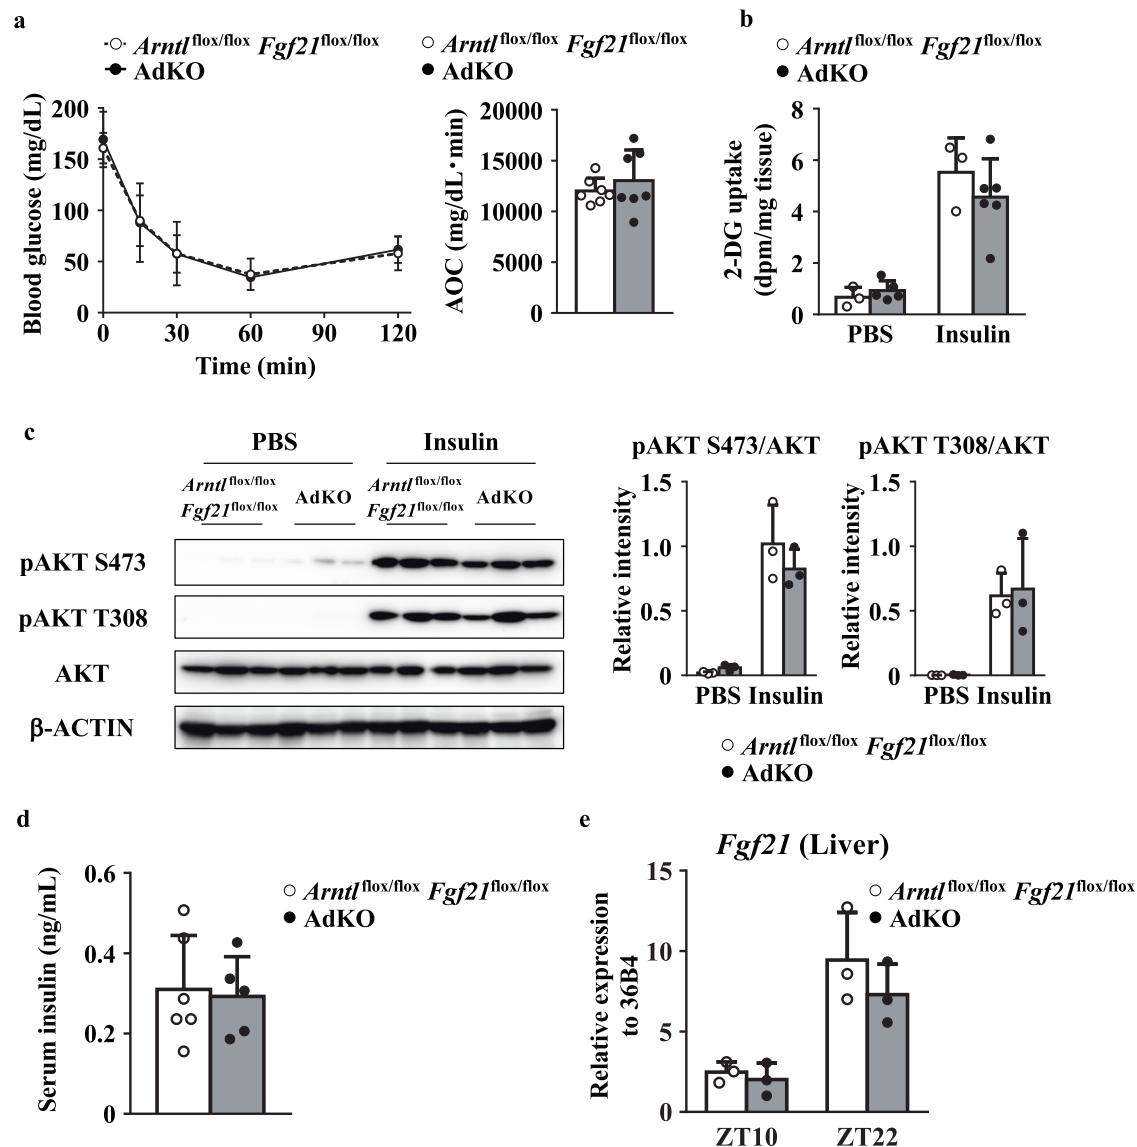 a
Arntl flox/flox Fgf21 flox/flox
AdKO
Blood glucose (mg/dL)
200
150
100
50
0
0 30 60 90 120
Time (min)
Arntl flox/flox Fgf21 flox/flox
AdKO
AOC (mg/dL·min)
20000
15000
10000
5000
0
b
Arntl flox/flox Fgf21 flox/flox
AdKO
2-DG uptake
(dpm/mg tissue)
8
6
4
2
0
PBS Insulin
c
PBS Insulin
Arntl flox/flox
Fgf21 flox/flox
AdKO
Arntl flox/flox
Fgf21 flox/flox
AdKO
pAKT S473
pAKT T308
AKT
β-ACTIN
pAKT S473/AKT
Relative intensity
1.5
1.0
0.5
0
PBS Insulin
pAKT T308/AKT
Relative intensity
1.5
1.0
0.5
0
PBS Insulin
Arntl flox/flox Fgf21 flox/flox
AdKO
d
Serum insulin (ng/mL)
0.6
0.4
0.2
0
Arntl flox/flox Fgf21 flox/flox
AdKO
e
Fgf21 (Liver)
Relative expression
to 36B4
15
10
5
0
ZT10 ZT22
Arntl flox/flox Fgf21 flox/flox
AdKO